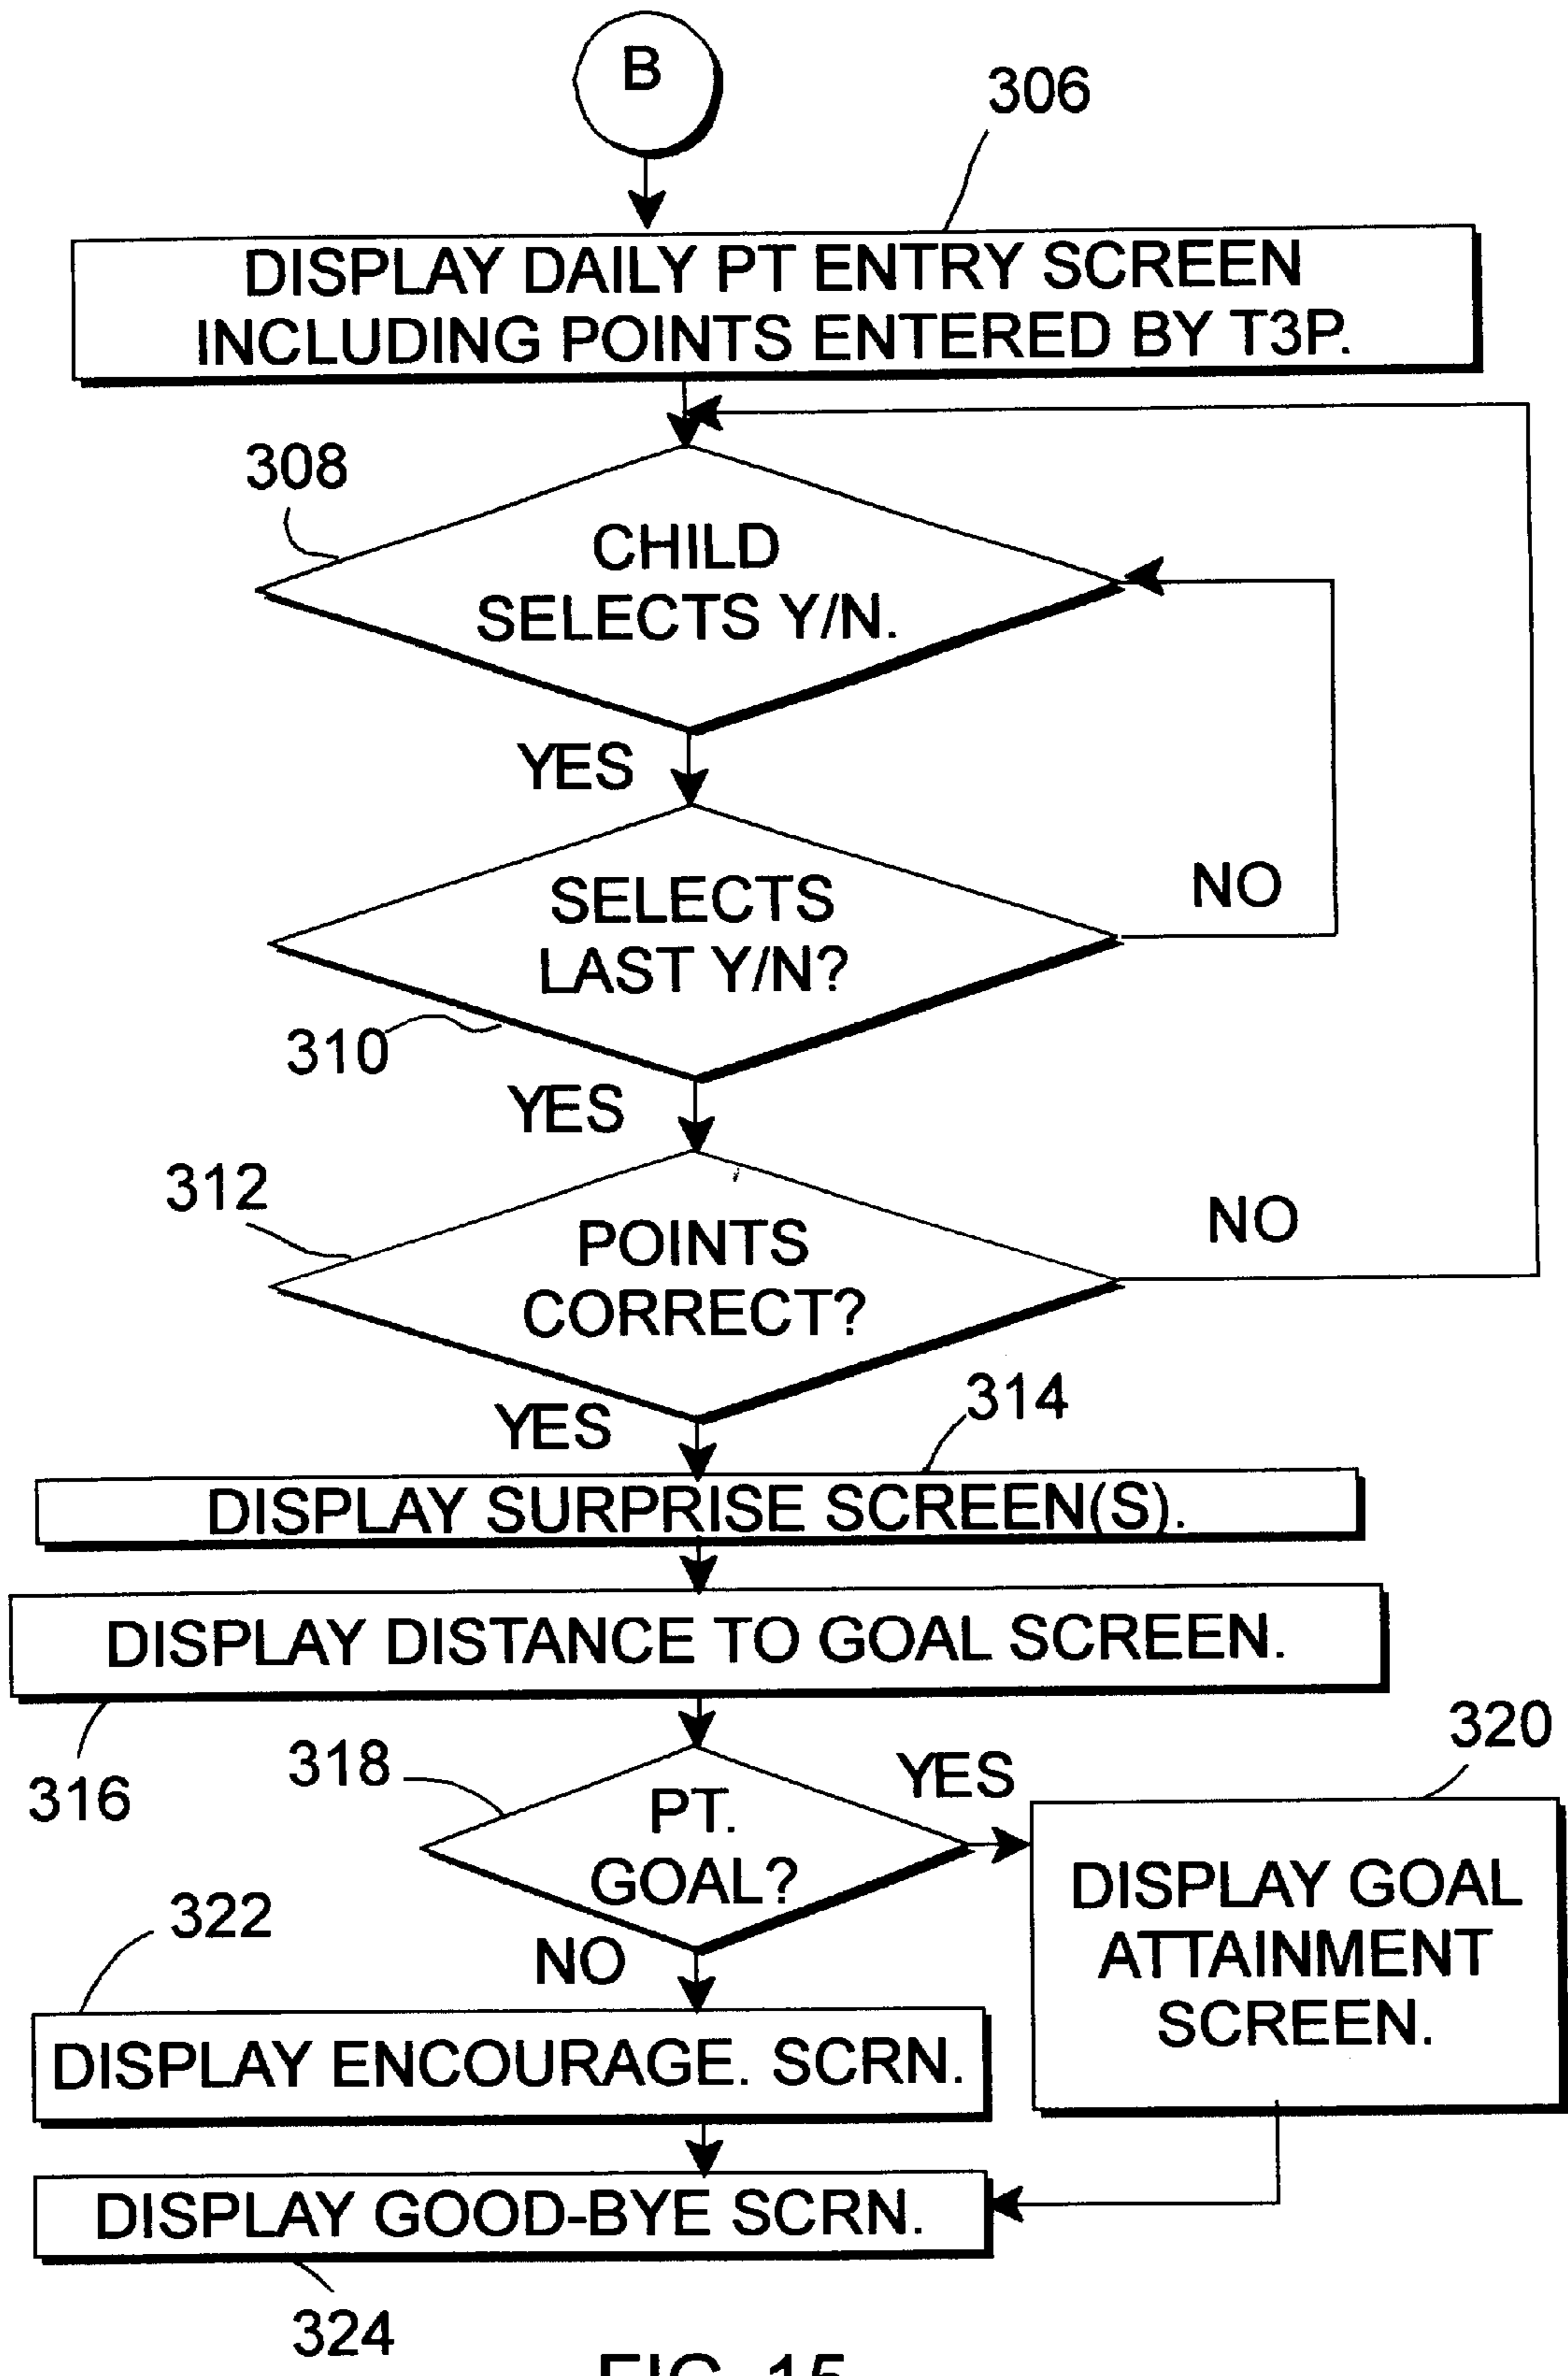 B
306
DISPLAY DAILY PT ENTRY SCREEN
INCLUDING POINTS ENTERED BY T3P.
308
CHILD
SELECTS Y/N.
YES
SELECTS
LAST Y/N?
NO
310
YES
312
POINTS
CORRECT?
NO
YES
314
DISPLAY SURPRISE SCREEN(S).
DISPLAY DISTANCE TO GOAL SCREEN.
316
318
PT.
GOAL?
YES
320
DISPLAY GOAL
ATTAINMENT
SCREEN.
322
NO
DISPLAY ENCOURAGE. SCRN.
DISPLAY GOOD-BYE SCRN.
324
FIG. 15